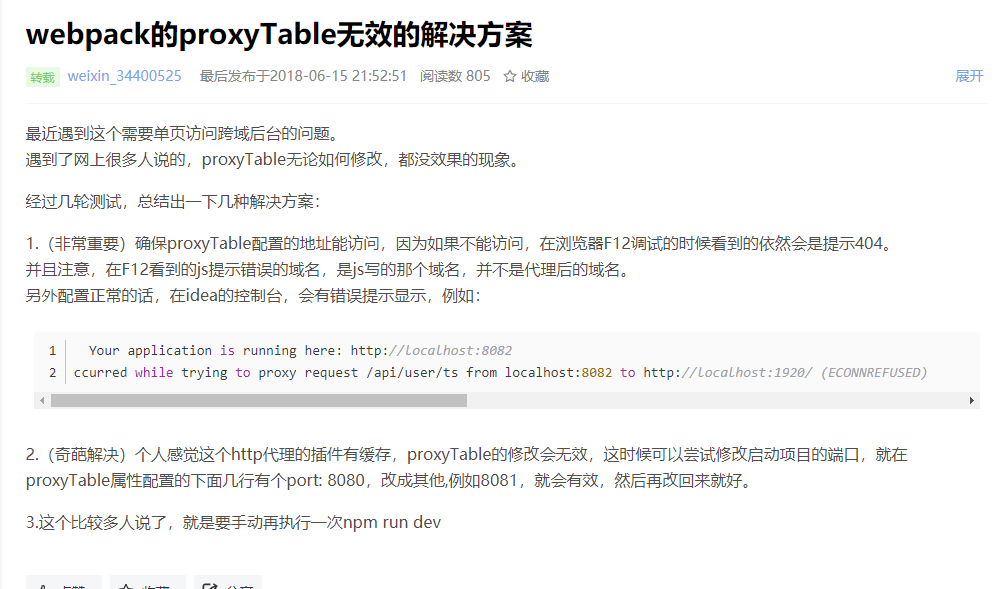 webpack的proxyTable无效的解决方案
转载 weixin_34400525 最后发布于2018-06-15 21:52:51 阅读数 805 ☆ 收藏 展开
最近遇到这个需要单页访问跨域后台的问题。
遇到了网上很多人说的，proxyTable无论如何修改，都没效果的现象。
经过几轮测试，总结出一下几种解决方案：
1.（非常重要）确保proxyTable配置的地址能访问，因为如果不能访问，在浏览器F12调试的时候看到的依然会是提示404。
并且注意，在F12看到的js提示错误的域名，是js写的那个域名，并不是代理后的域名。
另外配置正常的话，在idea的控制台，会有错误提示显示，例如：
1 Your application is running here: http://localhost:8082
2 ccurred while trying to proxy request /api/user/ts from localhost:8082 to http://localhost:1920/ (ECONNREFUSED)
2.（奇葩解决）个人感觉这个http代理的插件有缓存，proxyTable的修改会无效，这时候可以尝试修改启动项目的端口，就在
proxyTable属性配置的下面几行有个port: 8080，改成其他,例如8081，就会有效，然后再改回来就好。
3.这个比较多人说了，就是要手动再执行一次npm run dev
点赞 收藏 分享